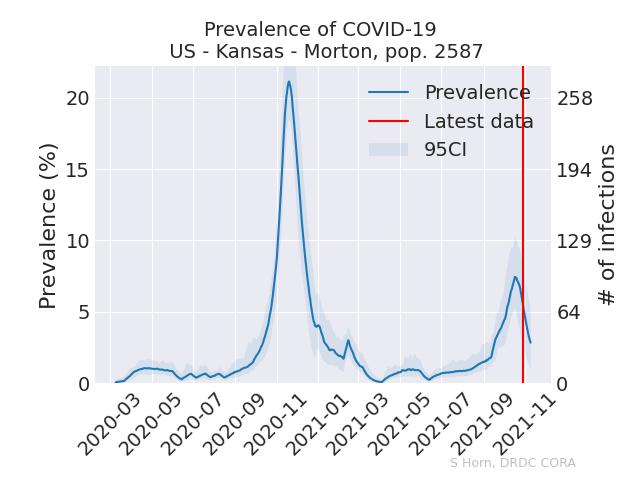 Prevalence of COVID-19
US - Kansas - Morton, pop. 2587
Prevalence
Latest data
95CI
Prevalence (%)
20
15
10
5
0
258
194
129
64
0
# of infections
2020-03
2020-05
2020-07
2020-09
2020-11
2021-01
2021-03
2021-05
2021-07
2021-09
2021-11
S Horn, DRDC CORA